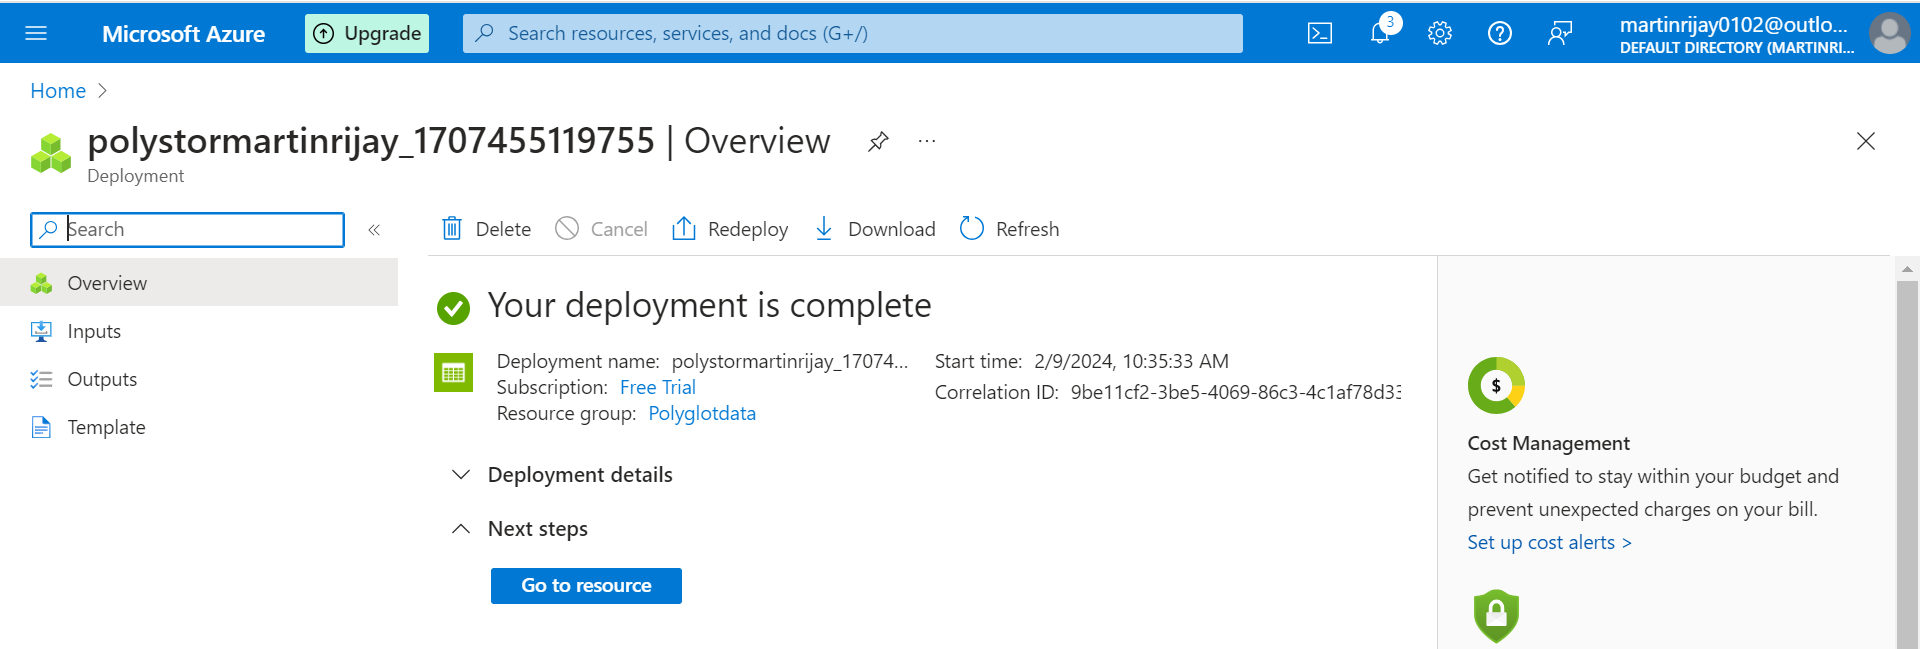 Microsoft Azure
Upgrade
Search resources, services, and docs (G+/)
3
martinrijay0102@outlo...
DEFAULT DIRECTORY (MARTINRI...
Home >
polystormartinrijay_1707455119755 | Overview
...
Deployment
Search
«
Delete
Cancel
Redeploy
Download
Refresh
Overview
Inputs
Outputs
Template
Your deployment is complete
Deployment name: polystormartinrijay_17074...
Subscription: Free Trial
Resource group: Polyglotdata
Start time: 2/9/2024, 10:35:33 AM
Correlation ID: 9be11cf2-3be5-4069-86c3-4c1af78d33
Deployment details
Next steps
Go to resource
$
Cost Management
Get notified to stay within your budget and
prevent unexpected charges on your bill.
Set up cost alerts >